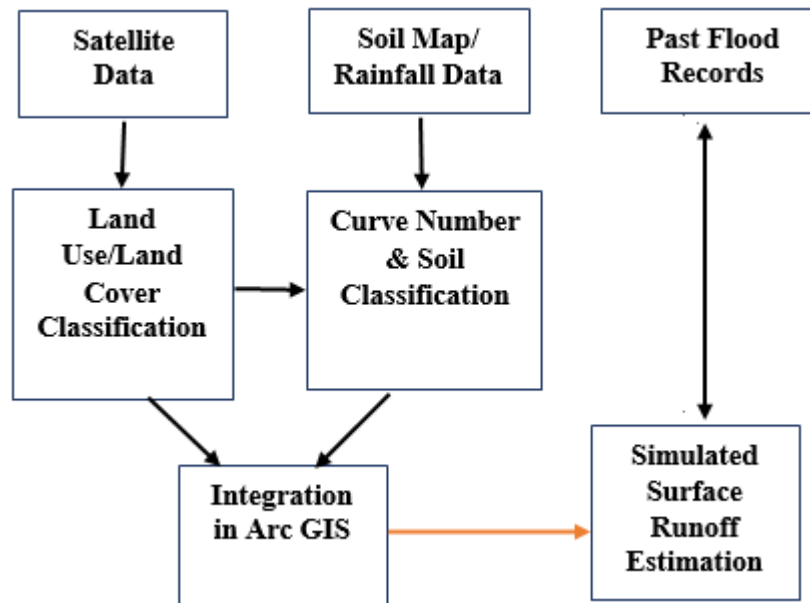 Satellite
Data
Soil Map/
Rainfall Data
Past Flood
Records
Land
Use/Land
Cover
Classification
Curve Number
& Soil
Classification
Integration
in Arc GIS
Simulated
Surface
Runoff
Estimation